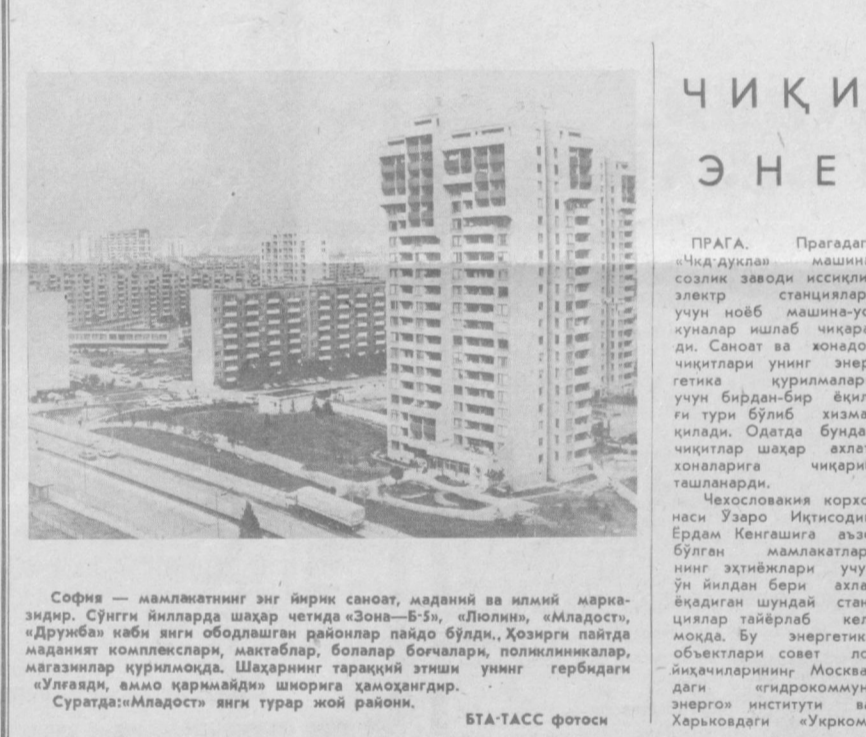 София — мамлакатнинг энг йирик саноат, маданий ва илмий марка-
зидир. Сўнгги йилларда шаҳар четида «Зона—Б-5», «Люлин», «Младост»,
«Дружба» каби янги ободлашган районлар пайдо бўлди., Ҳозирги пайтда
маданият комплекслари, мактаблар, болалар боғчалари, поликлиникалар,
магазинлар қурилмоқда. Шаҳарнинг тараққий этиши унинг гербидаги
«Улғаяди, аммо қаримайди» шиорига ҳамоҳангдир.
Суратда:«Младост» янги турар жой райони.
БТА-ТАСС фотоси
ЧИҚИ
ЭНЕ
ПРАГА. Прагадаг
«Чкд-дукла» машин
созлик заводи иссиқли
электр станциялар
учун ноёб машина-ус
куналар ишлаб чиқар
ди. Саноат ва хонадо
чиқитлари унинг энер
гетика қурилмалар
учун бирдан-бир ёқил
ғи тури бўлиб хизма
қилади. Одатда бунда
чиқитлар шаҳар ахлат
хоналарига чиқари
ташланарди.
Чехословакия корхо
наси Ўзаро Иқтисоди
Ёрдам Кенгашига аъзо
бўлган мамлакатлар
нинг эҳтиёжлари учу
ўн йилдан бери ахла
ёқадиган шундай стан
циялар тайёрлаб кел
моқда. Бу энергетик
объектлари совет ло
йиҳачиларининг Москва
даги «гидрокоммун
энерго» институти ва
Харьковдаги «Укрком